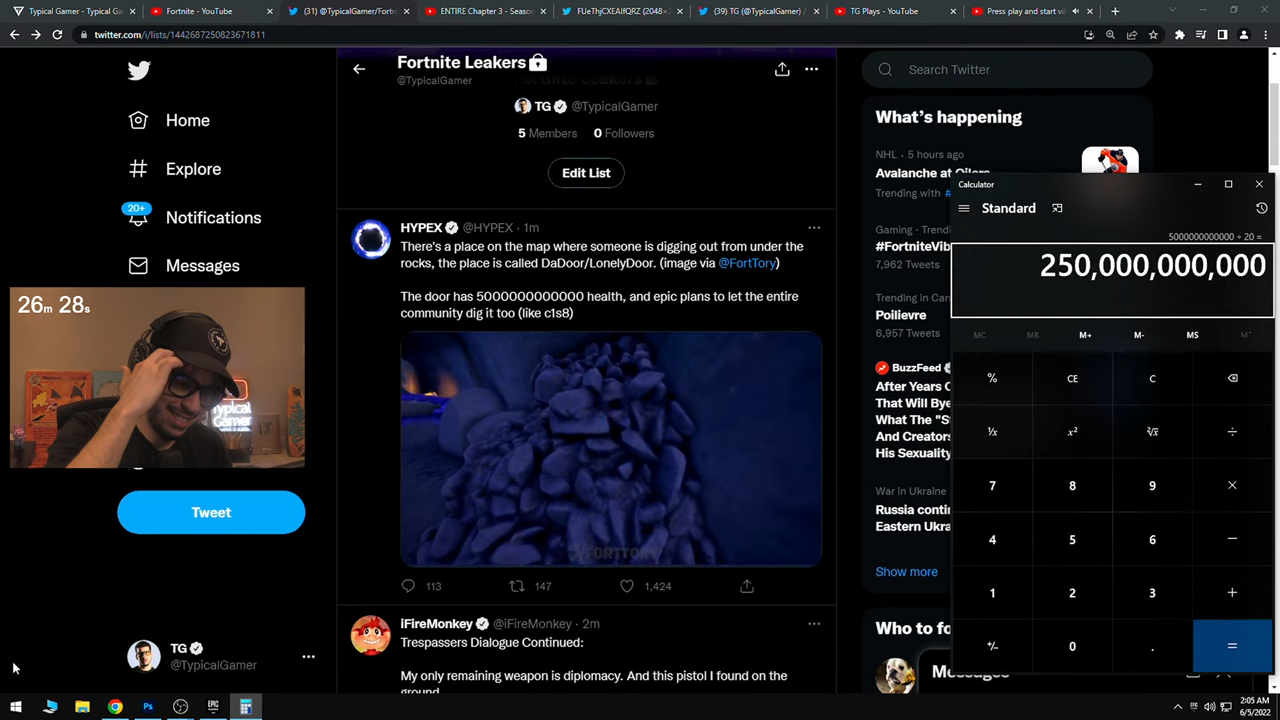 Typical Gamer - YouTube
Fortnite - YouTube
(31) @TypicalGamer/Fortnit
ENTIRE Chapter 3 - Season
FUeThjCXEAIfQRZ (2048×
(39) TG (@TypicalGamer) /
TG Plays - YouTube
Press play and start vi
twitter.com/i/lists/1442687250823671811
Fortnite Leakers
@TypicalGamer
TG @TypicalGamer
5 Members 0 Followers
Edit List
Home
Explore
20+
Notifications
Messages
26m 28s
Typical
Gamer
Tweet
TG
@TypicalGamer
HYPEX @HYPEX · 1m
There's a place on the map where someone is digging out from under the
rocks, the place is called DaDoor/LonelyDoor. (image via @FortTory)
The door has 5000000000000 health, and epic plans to let the entire
community dig it too (like c1s8)
/FORTTORY
113 147 1,424
iFireMonkey @iFireMonkey · 2m
Trespassers Dialogue Continued:
My only remaining weapon is diplomacy. And this pistol I found on the
ground.
Search Twitter
What's happening
NHL · 5 hours ago
Avalanche at Oilers
Trending with #
Gaming · Trendi
#FortniteVib
7,962 Tweets
Trending in Can
Poilievre
6,957 Tweets
BuzzFeed
After Years O
That Will Bye
What The "S
And Creators
His Sexuality
War in Ukraine
Russia contin
Eastern Ukra
Show more
Who to fo
Messages
Calculator
Standard
5000000000000 ÷ 20 =
250,000,000,000
MC MR M+ M- MS M˅
% CE C
¹/x x² ²√x ÷
7 8 9 ×
4 5 6 −
1 2 3 +
+/- 0 . =
2:05 AM
6/5/2022